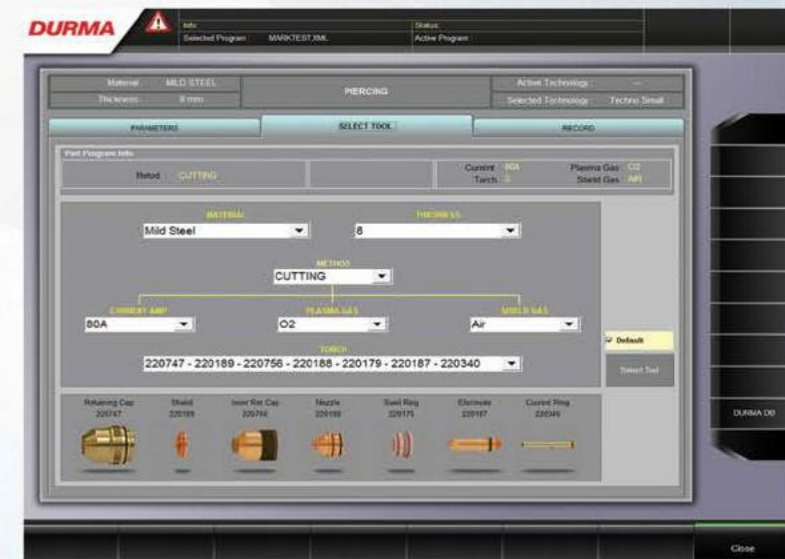 DURMA
Info:
Status:
Selected Program : MARKTEST.XML
Active Program :
Material MILD STEEL
Thickness 8 mm
PIERCING
Active Technology ---
Selected Technology Techno Small
PARAMETERS
SELECT TOOL
RECORD
Part Program Info
CUTTING
Current 80A
Plasma Gas O2
Torch
Shield Gas AIR
MATERIAL
THICKNESS
Mild Steel
8
METHOD
CUTTING
CURRENT AMP
PLASMA GAS
SHIELD GAS
80A
O2
Air
TORCH
220747 - 220189 - 220756 - 220188 - 220179 - 220187 - 220340
Default
Select Tool
Retaining Cap
220747
Shield
220189
Inner Ret Cap
220756
Nozzle
220188
Swirl Ring
Electrode
220187
220340
DURMA DB
Close